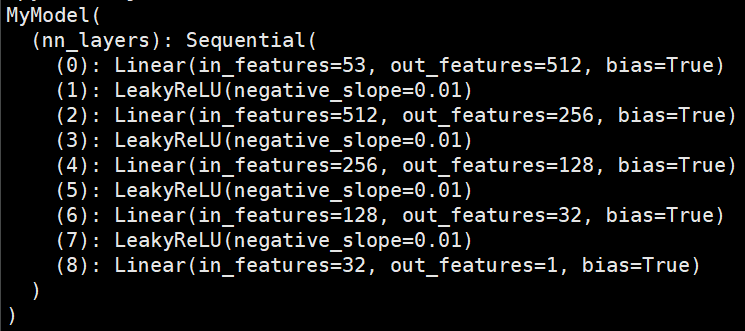 MyModel(
  (nn_layers): Sequential(
    (0): Linear(in_features=53, out_features=512, bias=True)
    (1): LeakyReLU(negative_slope=0.01)
    (2): Linear(in_features=512, out_features=256, bias=True)
    (3): LeakyReLU(negative_slope=0.01)
    (4): Linear(in_features=256, out_features=128, bias=True)
    (5): LeakyReLU(negative_slope=0.01)
    (6): Linear(in_features=128, out_features=32, bias=True)
    (7): LeakyReLU(negative_slope=0.01)
    (8): Linear(in_features=32, out_features=1, bias=True)
  )
)